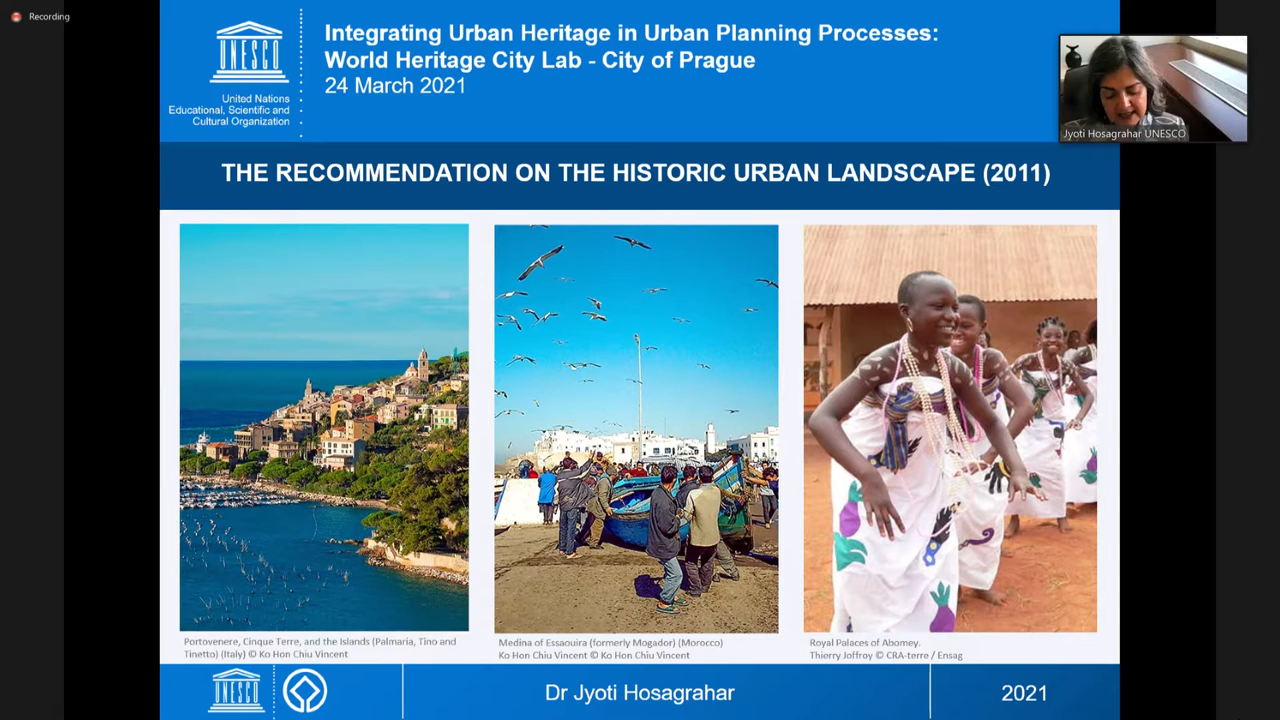 Recording
UNESCO
United Nations
Educational, Scientific and
Cultural Organization
Integrating Urban Heritage in Urban Planning Processes:
World Heritage City Lab - City of Prague
24 March 2021
Jyoti Hosagrahar UNESCO
THE RECOMMENDATION ON THE HISTORIC URBAN LANDSCAPE (2011)
Portovenere, Cinque Terre, and the Islands (Palmaria, Tino and
Tinetto) (Italy) © Ko Hon Chiu Vincent
Medina of Essaouira (formerly Mogador) (Morocco)
Ko Hon Chiu Vincent © Ko Hon Chiu Vincent
Royal Palaces of Abomey.
Thierry Joffroy © CRA-terre / Ensag
UNESCO
Dr Jyoti Hosagrahar
2021